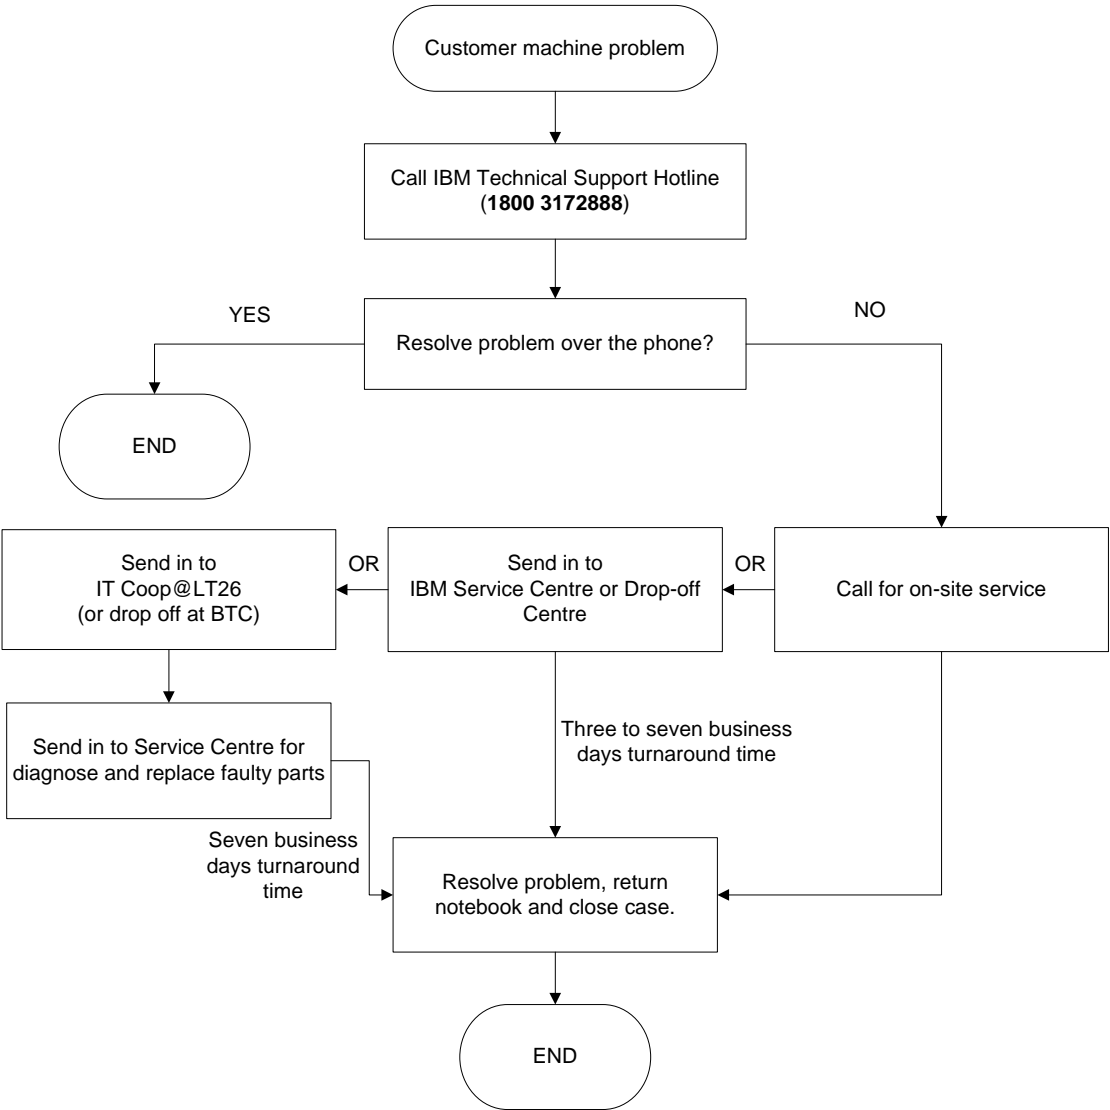 Customer machine problem
Call IBM Technical Support Hotline
(1800 3172888)
YES
NO
Resolve problem over the phone?
END
Send in to
IT Coop@LT26
(or drop off at BTC)
OR
Send in to
IBM Service Centre or Drop-off
Centre
OR
Call for on-site service
Send in to Service Centre for
diagnose and replace faulty parts
Three to seven business
days turnaround time
Seven business
days turnaround
time
Resolve problem, return
notebook and close case.
END